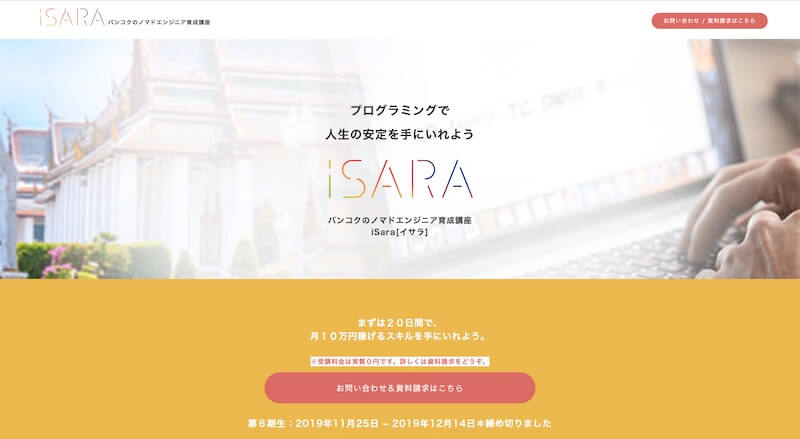 iSARA バンコクのノマドエンジニア育成講座
お問い合わせ / 資料請求はこちら
プログラミングで
人生の安定を手にいれよう
iSARA
バンコクのノマドエンジニア育成講座
iSara[イサラ]
まずは２０日間で、
月１０万円稼げるスキルを手にいれよう。
※受講料金は実質０円です。詳しくは資料請求をどうぞ。
お問い合わせ＆資料請求はこちら
第６期生：2019年11月25日 ~ 2019年12月14日＊締め切りました